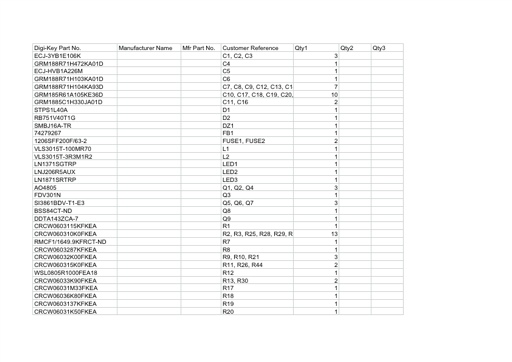 Digi-Key Part No. Manufacturer Name Mfr Part No. Customer Reference Qty1 Qty2 Qty3
ECJ-3YB1E106K C1, C2, C3 3
GRM188R71H472KA01D C4 1
ECJ-HVB1A226M C5 1
GRM188R71H103KA01D C6 1
GRM188R71H104KA93D C7, C8, C9, C12, C13, C1 7
GRM185R61A105KE36D C10, C17, C18, C19, C20, 10
GRM1885C1H330JA01D C11, C16 2
STPS1L40A D1 1
RB751V40T1G D2 1
SMBJ16A-TR DZ1 1
74279267 FB1 1
1206SFF200F/63-2 FUSE1, FUSE2 2
VLS3015T-100MR70 L1 1
VLS3015T-3R3M1R2 L2 1
LN1371SGTRP LED1 1
LNJ206R5AUX LED2 1
LN1871SRTRP LED3 1
AO4805 Q1, Q2, Q4 3
FDV301N Q3 1
SI3861BDV-T1-E3 Q5, Q6, Q7 3
BSS84CT-ND Q8 1
DDTA143ZCA-7 Q9 1
CRCW0603115KFKEA R1 1
CRCW060310K0FKEA R2, R3, R25, R28, R29, R 13
RMCF1/1649.9KFRCT-ND R7 1
CRCW0603287KFKEA R8 1
CRCW06032K00FKEA R9, R10, R21 3
CRCW060315K0FKEA R11, R26, R44 2
WSL0805R1000FEA18 R12 1
CRCW060333K90FKEA R13, R30 2
CRCW06031M33FKEA R17 1
CRCW060336K80FKEA R18 1
CRCW0603137KFKEA R19 1
CRCW06031K50FKEA R20 1